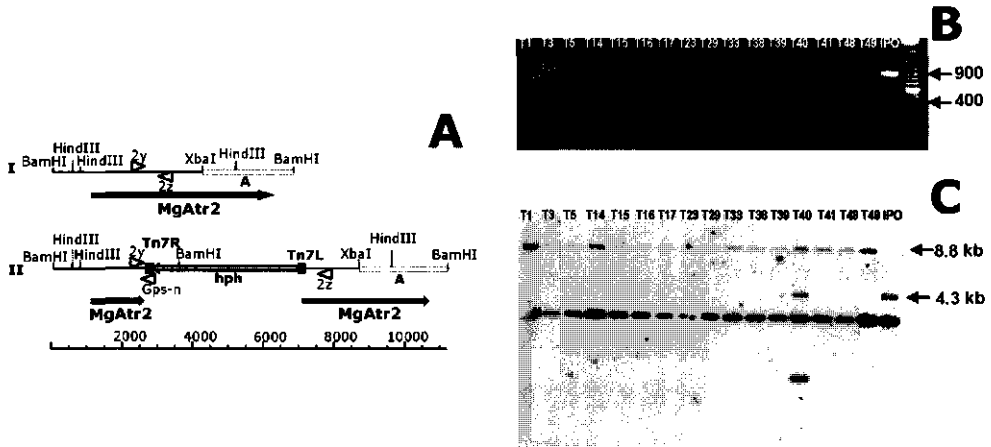 A
HindIII
2y
XbaI
HindIII
BamHI
HindIII
BamHI
I
2z
A
MgAtr2
HindIII
Tn7R
HindIII
BamHI
HindIII
2y
BamHI
Tn7L
XbaI
BamHI
II
hph
2z
A
Gps-n
MgAtr2
MgAtr2
2000 4000 6000 8000 10000
B
T1 T3 T5 T14 T15 T16 T17 T23 T29 T33 T38 T39 T40 T41 T48 T49 IPO
900
400
C
T1 T3 T5 T14 T15 T16 T17 T23 T29 T33 T38 T39 T40 T41 T48 T49 IPO
8.8 kb
4.3 kb